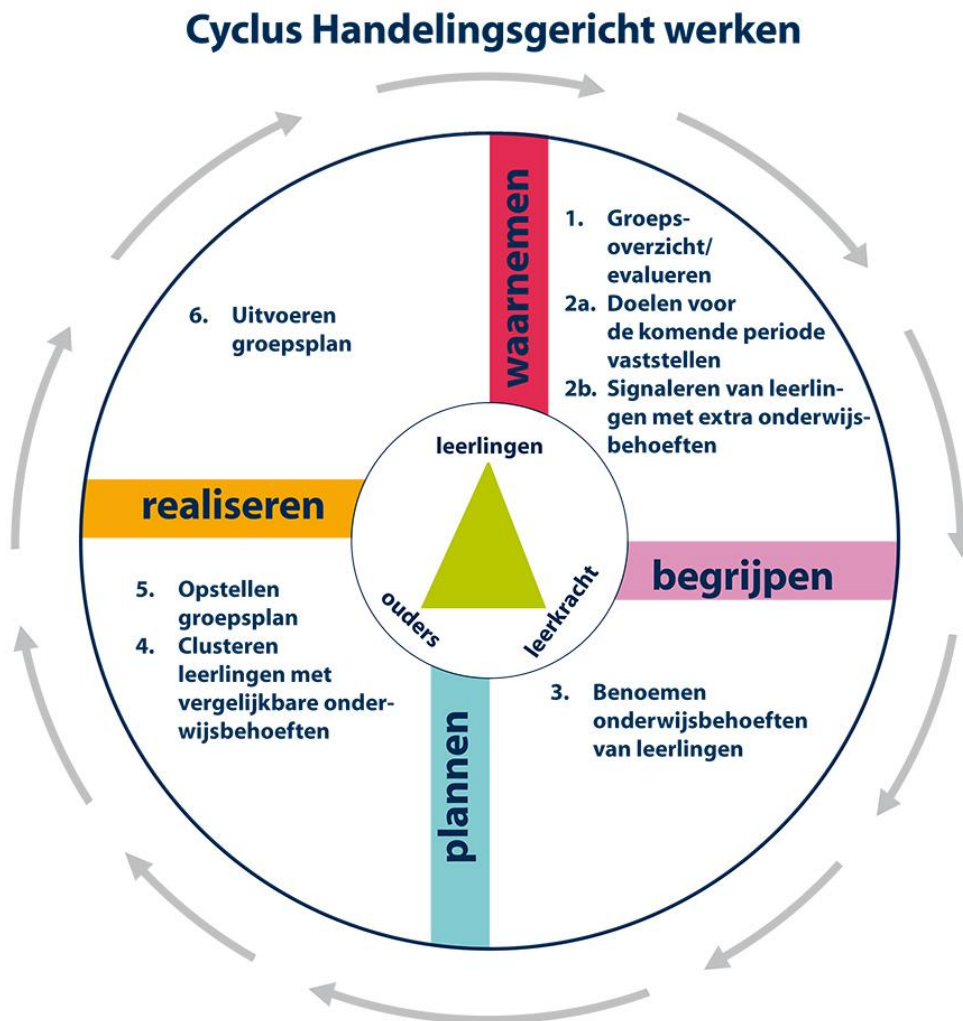 Cyclus Handelingsgericht werken
waarnemen
1. Groeps-
overzicht/
evalueren
2a. Doelen voor
de komende periode
vaststellen
2b. Signaleren van leerlin-
gen met extra onderwijs-
behoeften
begrijpen
3. Benoemen
onderwijsbehoeften
van leerlingen
plannen
5. Opstellen
groepsplan
4. Clusteren
leerlingen met
vergelijkbare onder-
wijsbehoeften
realiseren
6. Uitvoeren
groepsplan
leerlingen
ouders
leerkracht